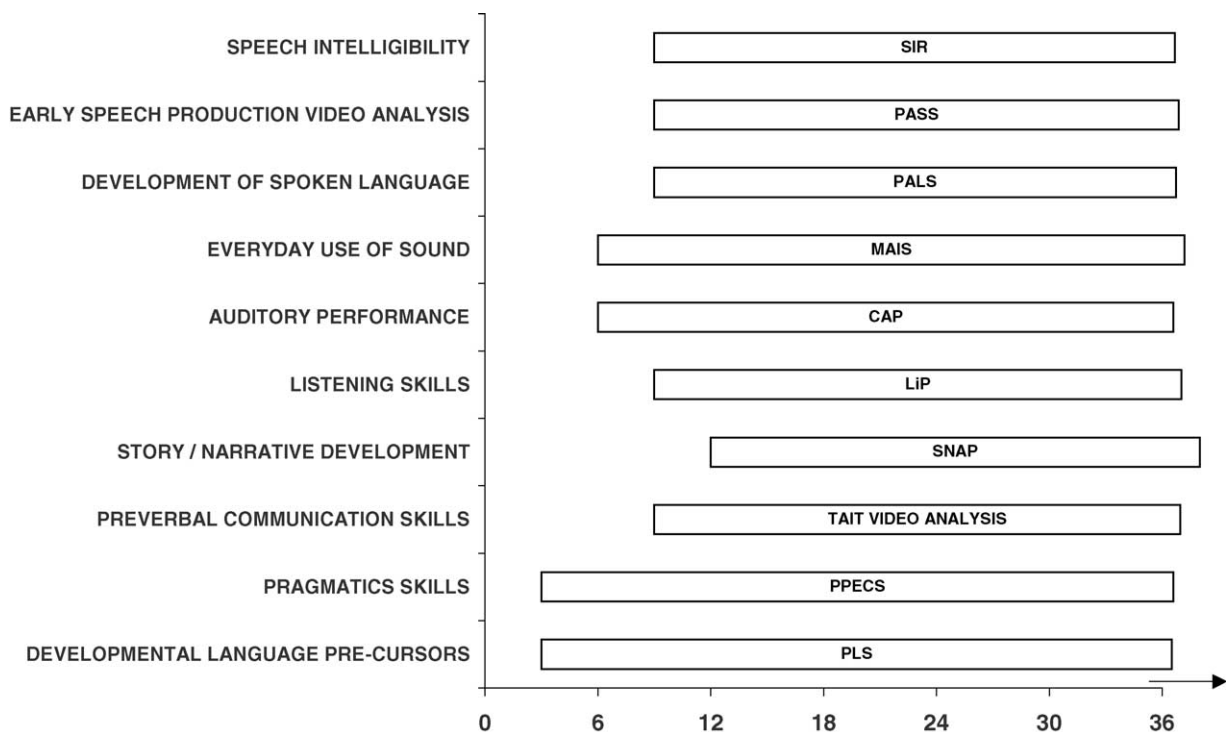 SPEECH INTELLIGIBILITY SIR
EARLY SPEECH PRODUCTION VIDEO ANALYSIS PASS
DEVELOPMENT OF SPOKEN LANGUAGE PALS
EVERYDAY USE OF SOUND MAIS
AUDITORY PERFORMANCE CAP
LISTENING SKILLS LiP
STORY / NARRATIVE DEVELOPMENT SNAP
PREVERBAL COMMUNICATION SKILLS TAIT VIDEO ANALYSIS
PRAGMATICS SKILLS PPECS
DEVELOPMENTAL LANGUAGE PRE-CURSORS PLS
0 6 12 18 24 30 36